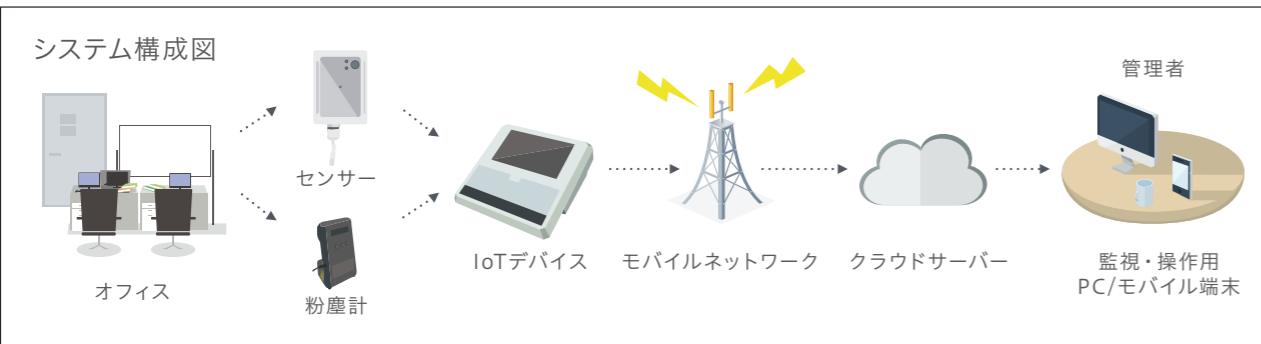 システム構成図
管理者
センサー
IoTデバイス
モバイルネットワーク
クラウドサーバー
監視・操作用
PC/モバイル端末
オフィス
粉塵計